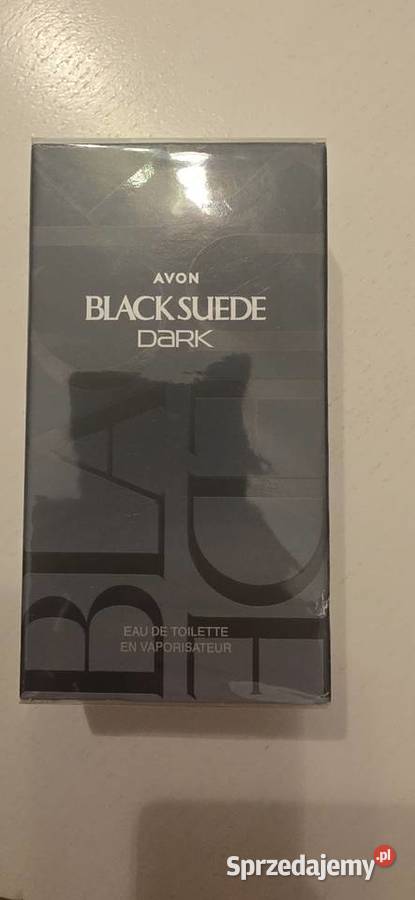 AVON
BLACK SUEDE
DARK
EAU DE TOILETTE
EN VAPORISATEUR
Sprzedajemy.pl